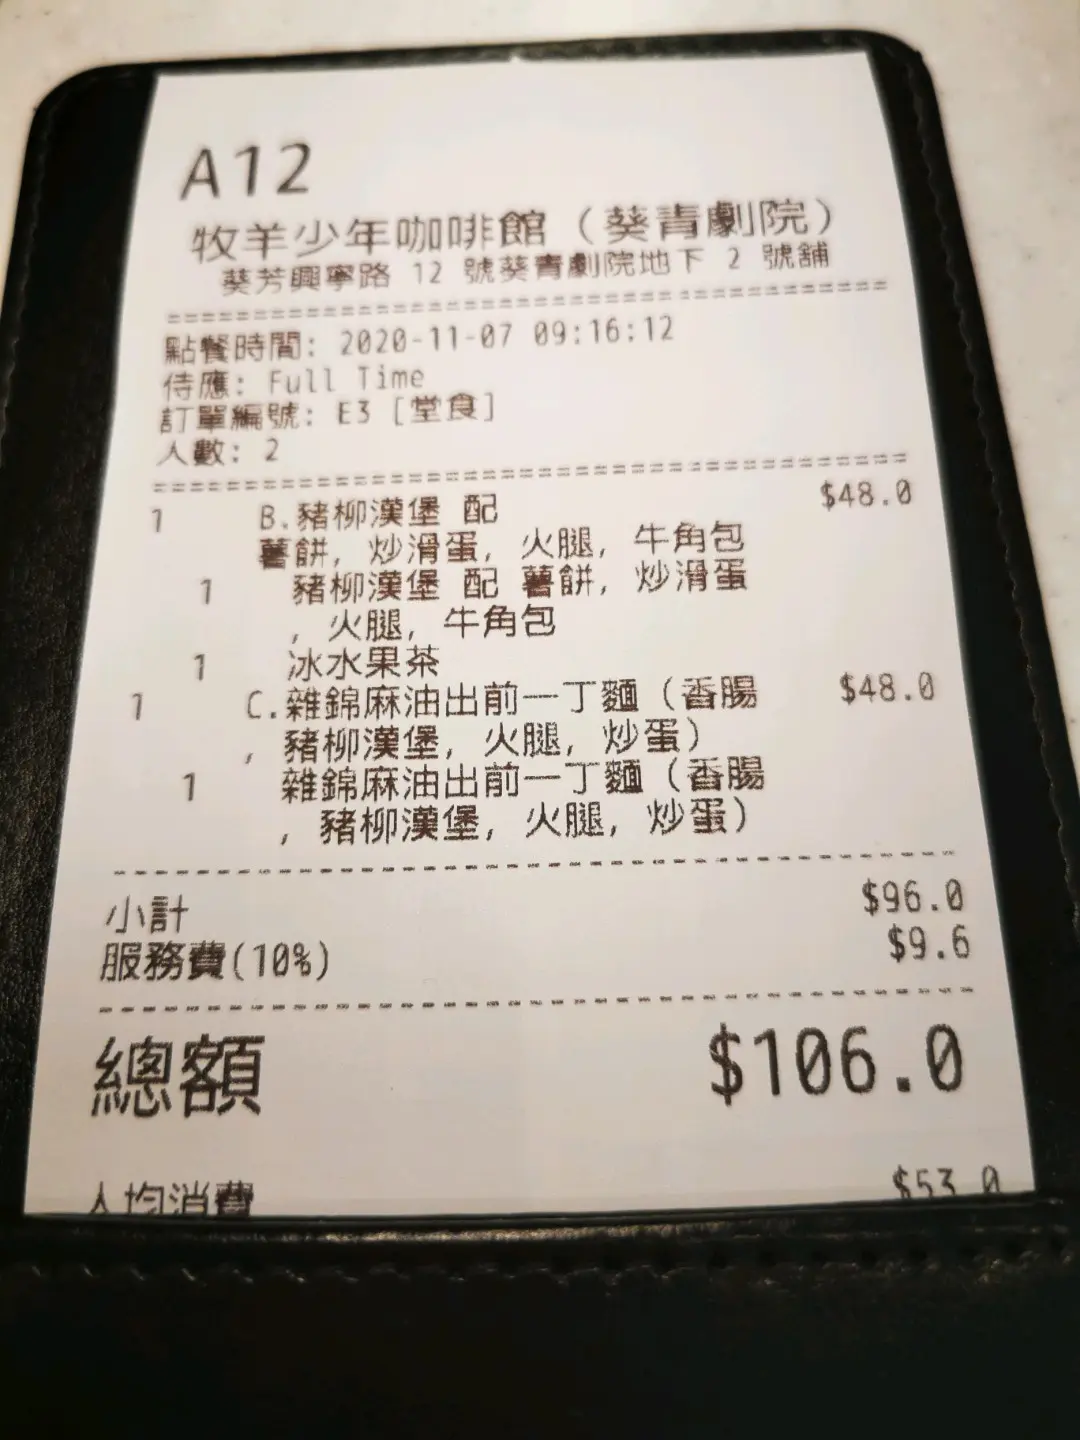 A12
牧羊少年咖啡館（葵青劇院）
葵芳興寧路 12 號葵青劇院地下 2 號舖
點餐時間: 2020-11-07 09:16:12
侍應: Full Time
訂單編號: E3 [堂食]
人數: 2
1 B.豬柳漢堡 配 $48.0
薯餅, 炒滑蛋, 火腿, 牛角包
1 豬柳漢堡 配 薯餅, 炒滑蛋
, 火腿, 牛角包
1 冰水果茶
1 C.雜錦麻油出前一丁麵（香腸 $48.0
, 豬柳漢堡, 火腿, 炒蛋）
1 雜錦麻油出前一丁麵（香腸
, 豬柳漢堡, 火腿, 炒蛋）
小計 $96.0
服務費(10%) $9.6
總額 $106.0
人均消費 $53.0